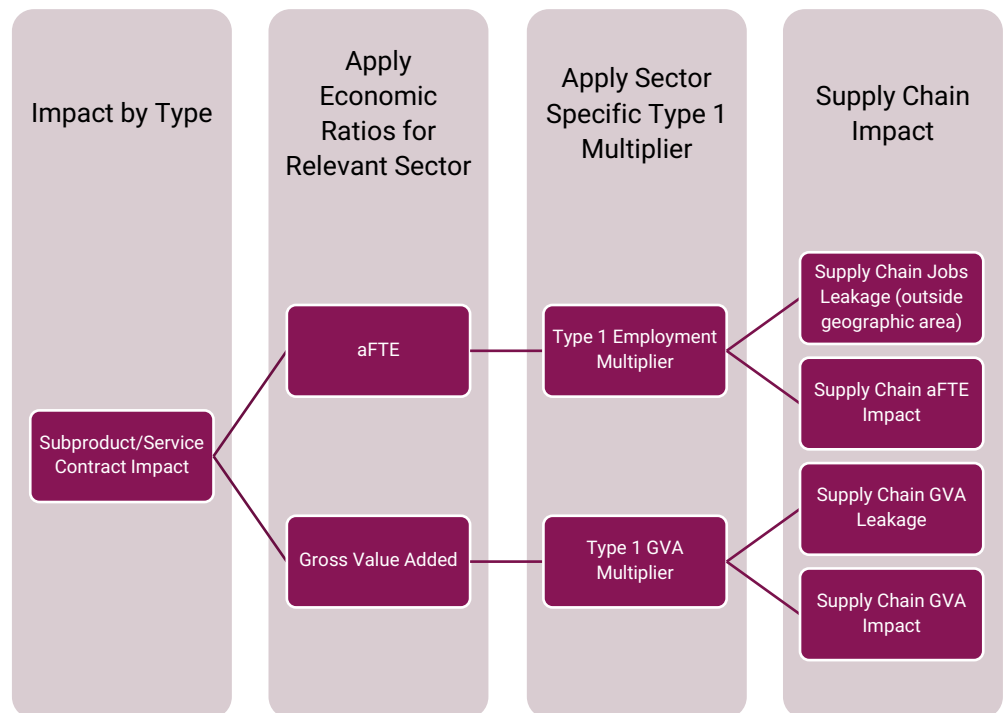 Impact by Type
Apply
Economic
Ratios for
Relevant Sector
Apply Sector
Specific Type 1
Multiplier
Supply Chain
Impact
Subproduct/Service
Contract Impact
aFTE
Gross Value Added
Type 1 Employment
Multiplier
Type 1 GVA
Multiplier
Supply Chain Jobs
Leakage (outside
geographic area)
Supply Chain aFTE
Impact
Supply Chain GVA
Leakage
Supply Chain GVA
Impact